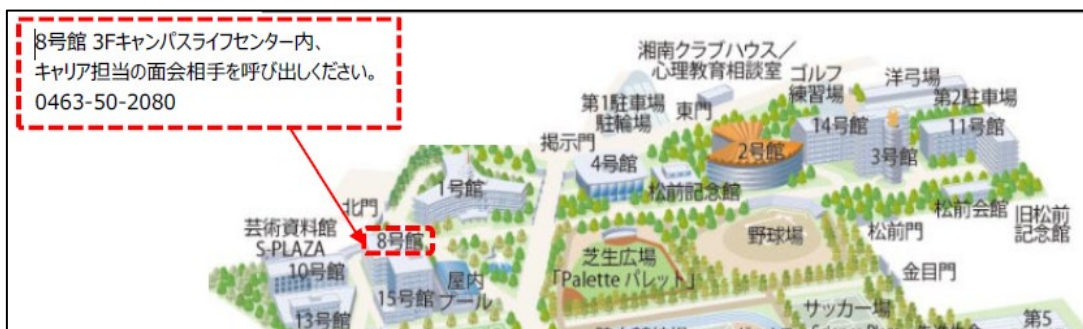 8号館 3Fキャンパスライフセンター内、
キャリア担当の面会相手を呼び出しください。
0463-50-2080
湘南クラブハウス／
心理教育相談室
ゴルフ
練習場
洋弓場
第1駐車場
駐輪場
東門
第2駐車場
14号館
11号館
掲示門
4号館
2号館
3号館
1号館
松前記念館
北門
松前会館
旧松前
記念館
芸術資料館
S-PLAZA
8号館
野球場
松前門
芝生広場
「Palette パレット」
10号館
屋内
プール
金目門
15号館
13号館
サッカー場
第5